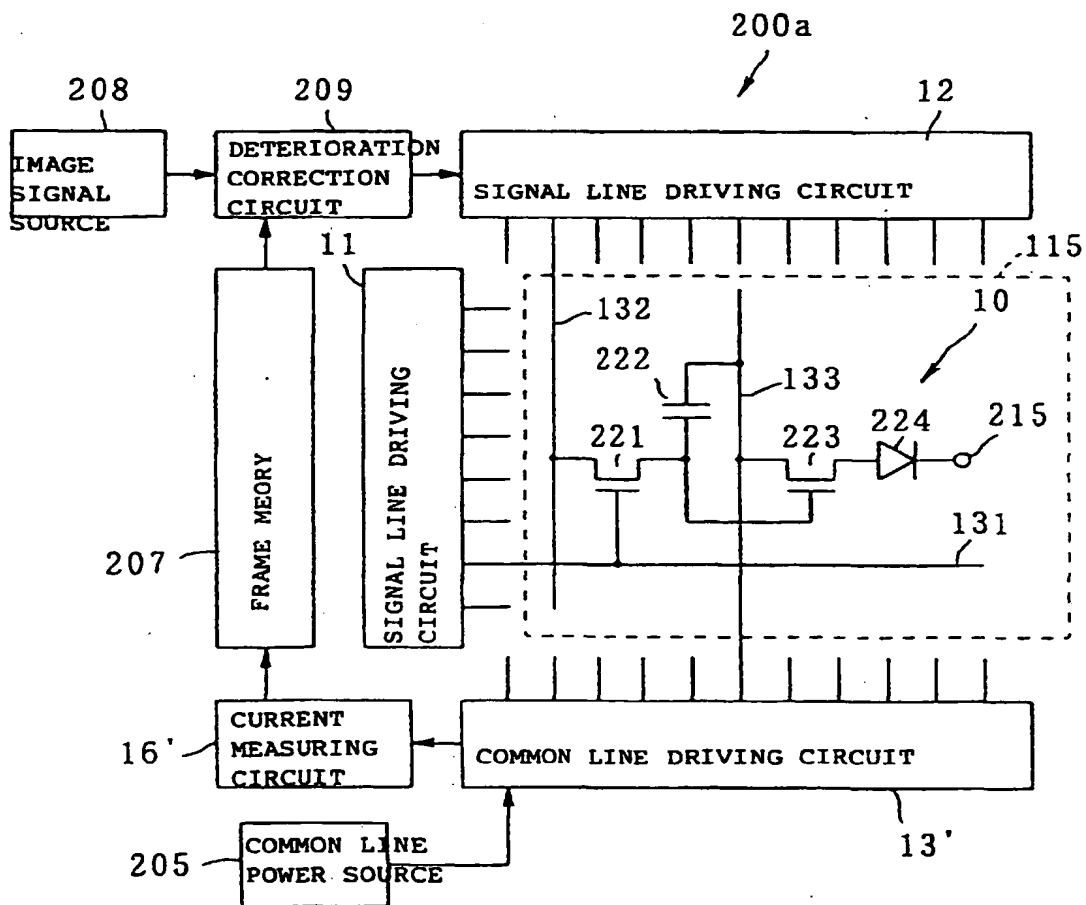 200a
208
209
12
IMAGE
SIGNAL
SOURCE
DETERIORATION
CORRECTION
CIRCUIT
SIGNAL LINE DRIVING CIRCUIT
11
115
132
10
222
133
224
215
221
223
SIGNAL LINE DRIVING
CIRCUIT
FRAME MEORY
131
207
CURRENT
MEASURING
CIRCUIT
16'
COMMON LINE DRIVING CIRCUIT
13'
205
COMMON LINE
POWER SOURCE